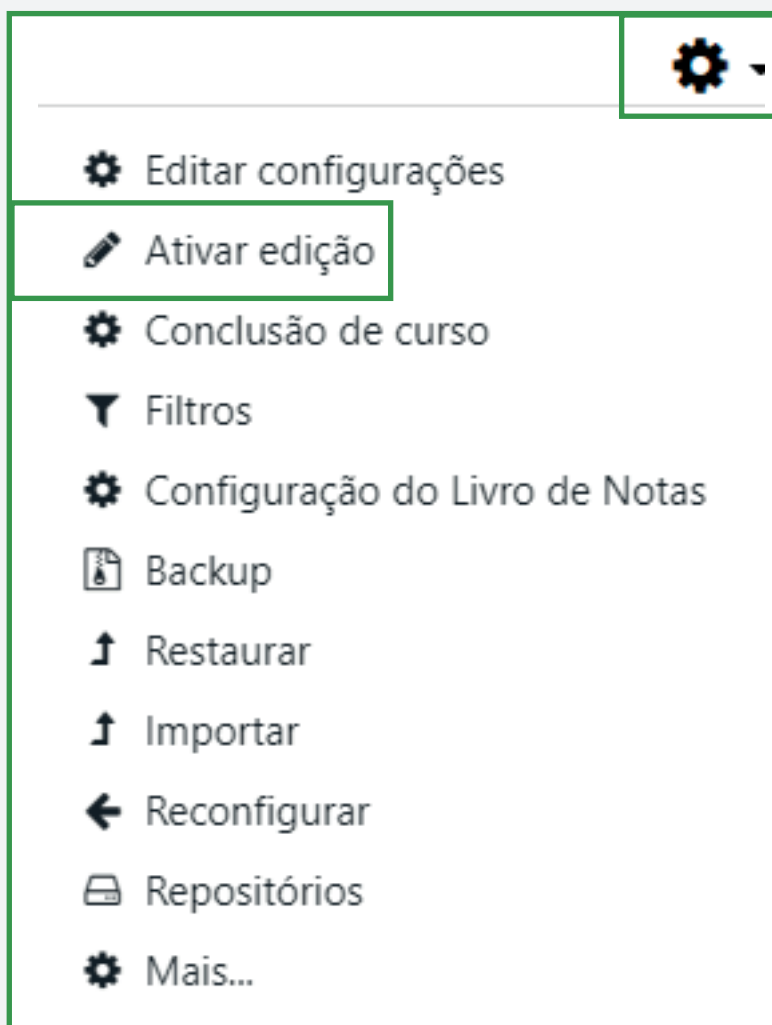 Editar configurações
Ativar edição
Conclusão de curso
Filtros
Configuração do Livro de Notas
Backup
Restaurar
Importar
Reconfigurar
Repositórios
Mais...